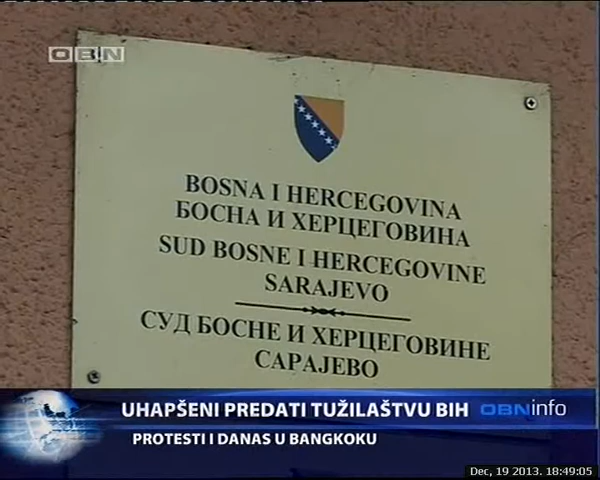 OBN
BOSNA I HERCEGOVINA
БОСНА И ХЕРЦЕГОВИНА
SUD BOSNE I HERCEGOVINE
SARAJEVO
СУД БОСНЕ И ХЕРЦЕГОВИНЕ
САРАЈЕВО
UHAPŠENI PREDATI TUŽILAŠTVU BIH
OBNinfo
PROTESTI I DANAS U BANGKOKU
Dec, 19 2013. 18:49:05